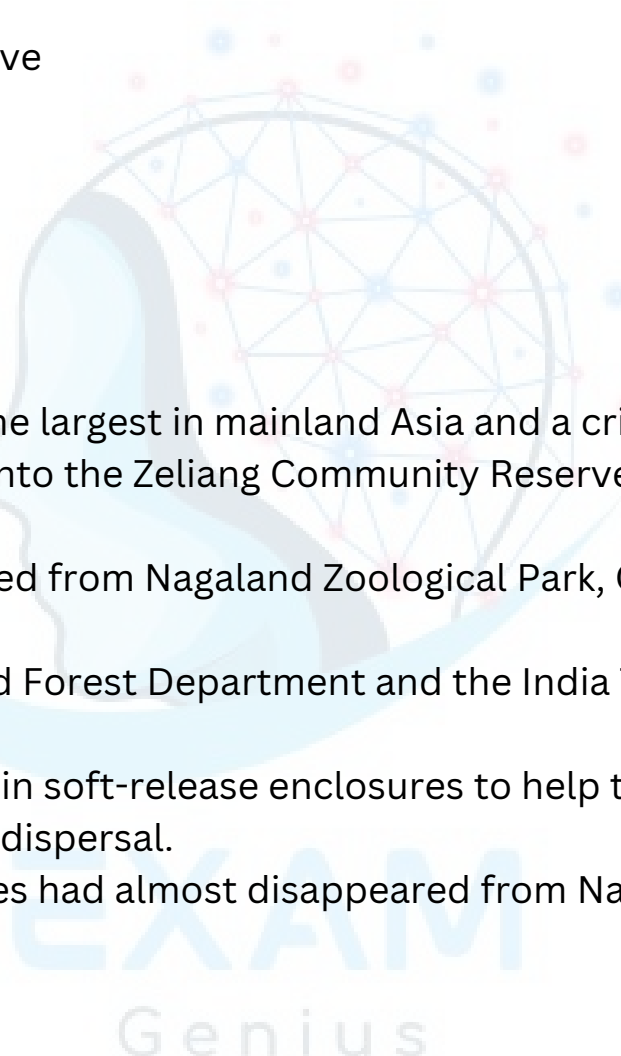 ve
ne largest in mainland Asia and a cri
nto the Zeliang Community Reserve
ed from Nagaland Zoological Park,
d Forest Department and the India
in soft-release enclosures to help t
dispersal.
es had almost disappeared from Na
EXAM
Genius